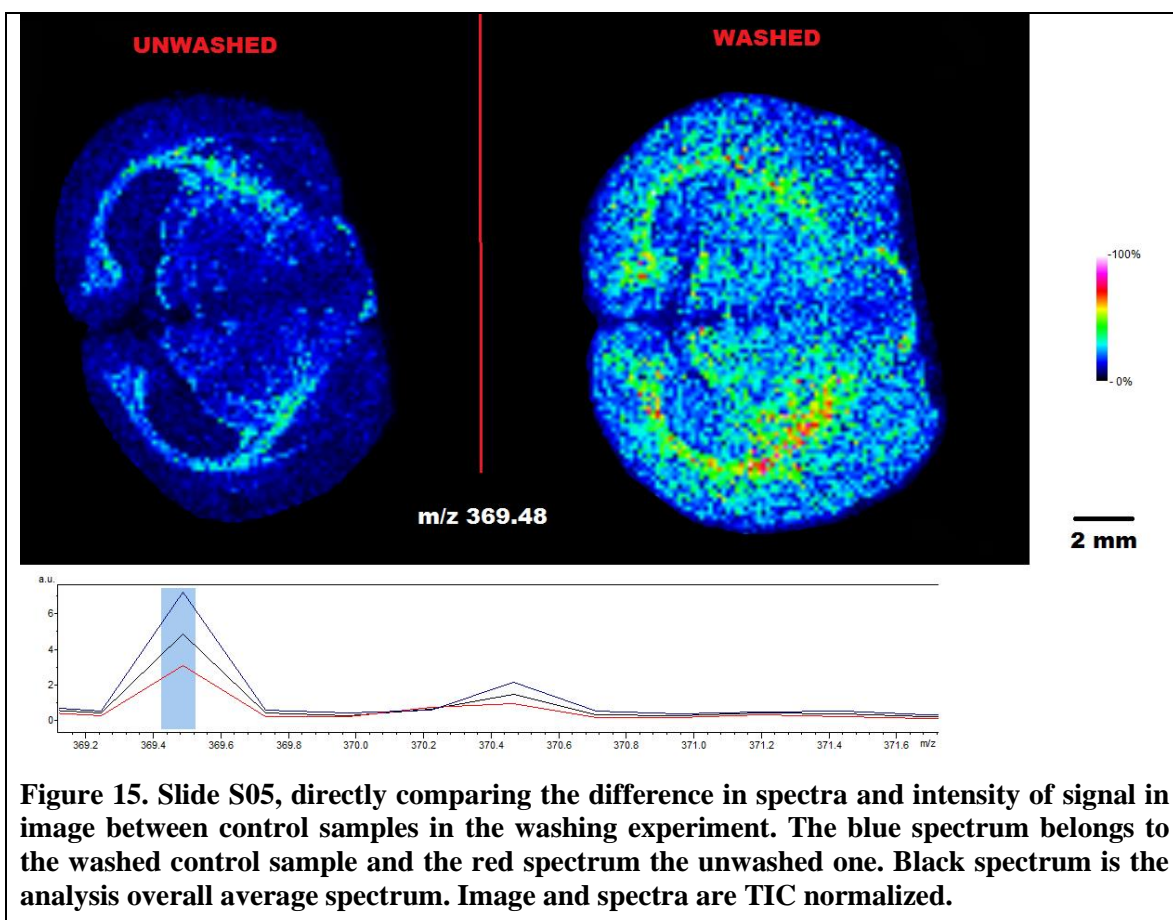 UNWASHED
WASHED
-100%
- 0%
m/z 369.48
2 mm
a.u.
6
4
2
0
369.2 369.4 369.6 369.8 370.0 370.2 370.4 370.6 370.8 371.0 371.2 371.4 371.6 m/z
Figure 15. Slide S05, directly comparing the difference in spectra and intensity of signal in
image between control samples in the washing experiment. The blue spectrum belongs to
the washed control sample and the red spectrum the unwashed one. Black spectrum is the
analysis overall average spectrum. Image and spectra are TIC normalized.